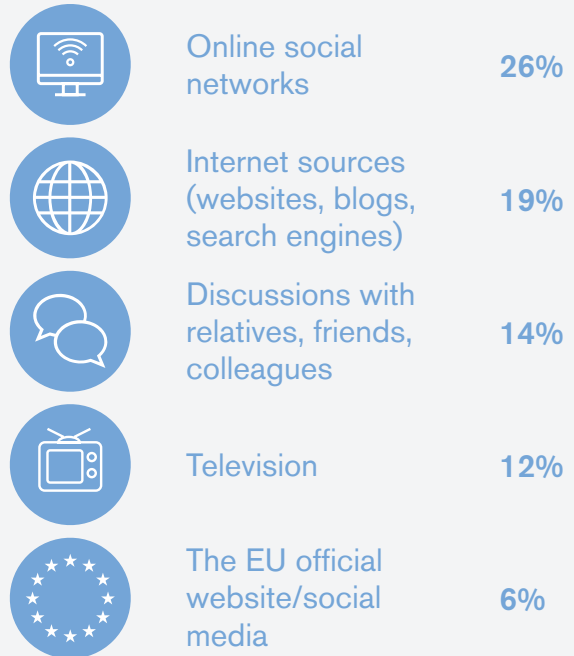 Online social
networks
26%
Internet sources
(websites, blogs,
search engines)
19%
Discussions with
relatives, friends,
colleagues
14%
Television
12%
The EU official
website/social
media
6%